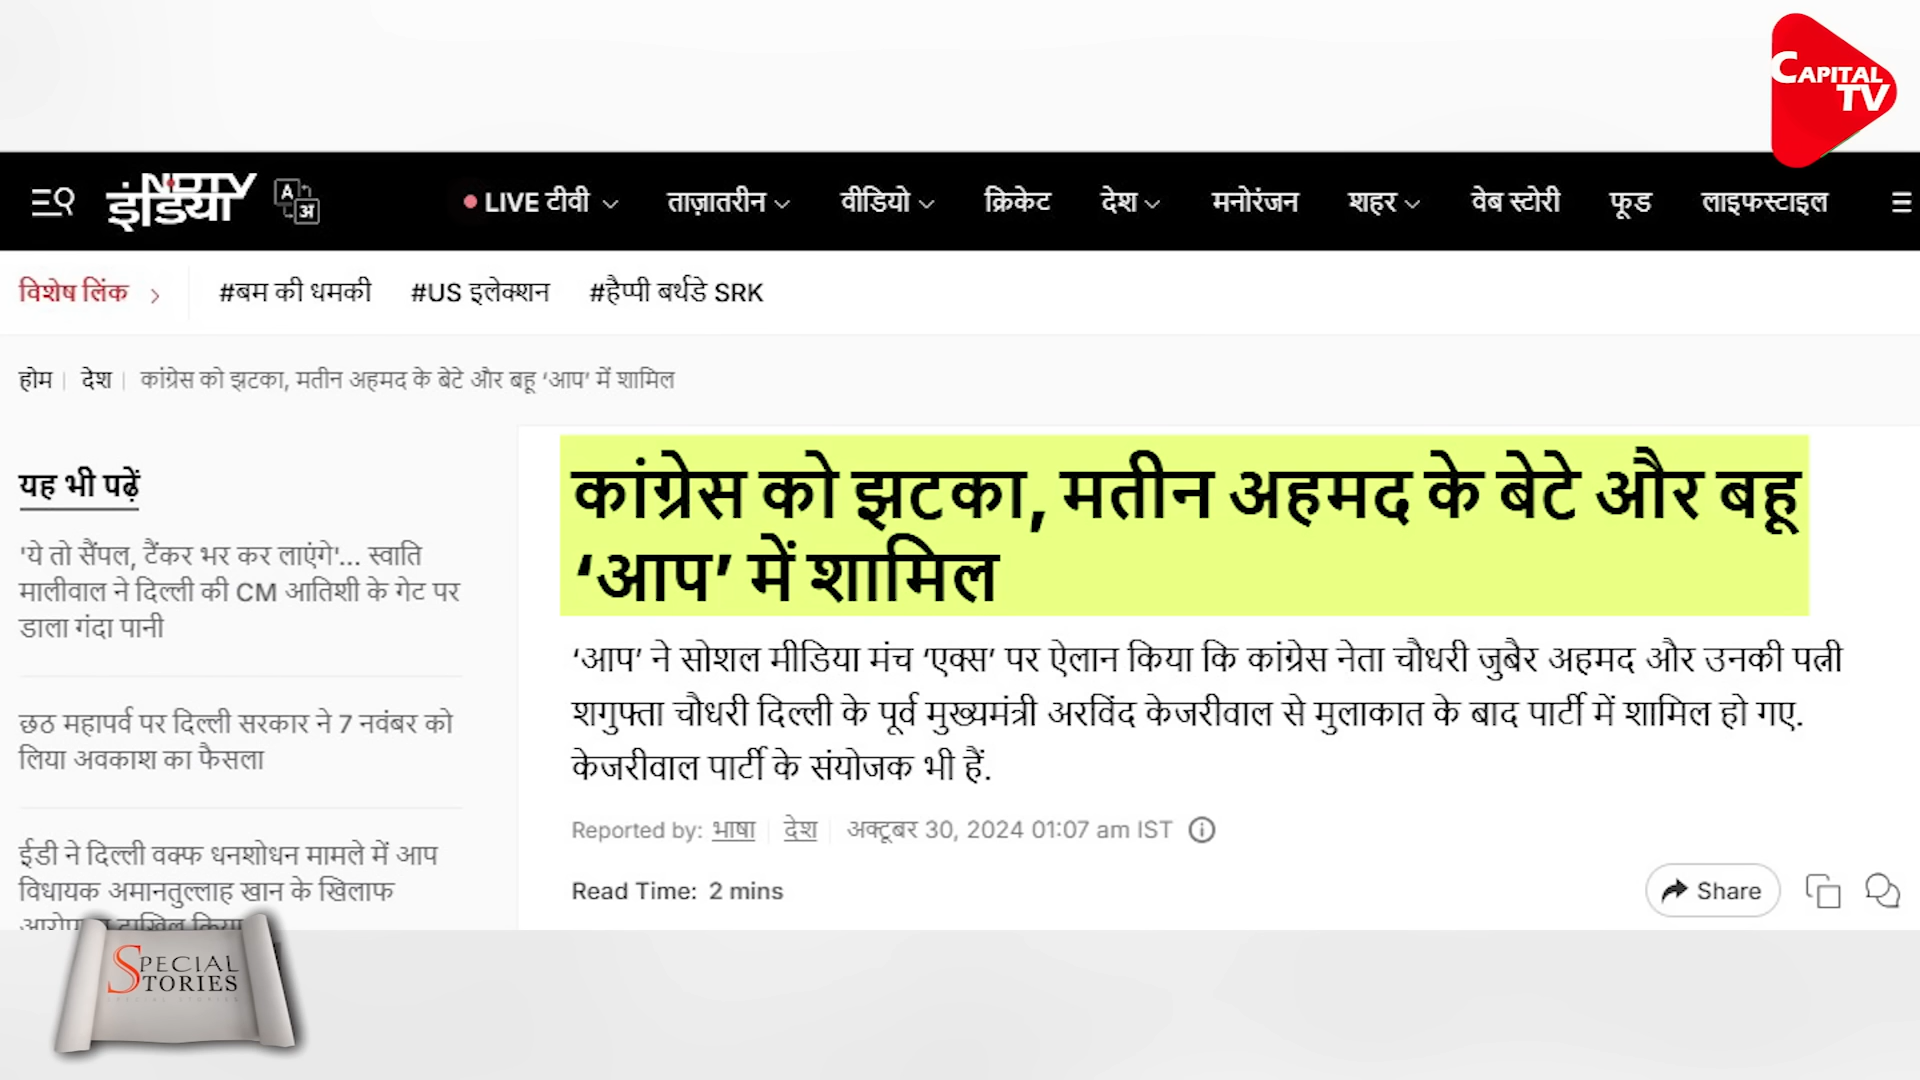 CAPITAL
TV
NDTV
इंडिया
A
अ
LIVE टीवी
ताज़ातरीन
वीडियो
क्रिकेट
देश
मनोरंजन
शहर
वेब स्टोरी
फूड
लाइफस्टाइल
विशेष लिंक
#बम की धमकी
#US इलेक्शन
#हैप्पी बर्थडे SRK
होम | देश | कांग्रेस को झटका, मतीन अहमद के बेटे और बहू ‘आप’ में शामिल
यह भी पढ़ें
'ये तो सैंपल, टैंकर भर कर लाएंगे'... स्वाति
मालीवाल ने दिल्ली की CM आतिशी के गेट पर
डाला गंदा पानी
छठ महापर्व पर दिल्ली सरकार ने 7 नवंबर को
लिया अवकाश का फैसला
ईडी ने दिल्ली वक्फ धनशोधन मामले में आप
विधायक अमानतुल्लाह खान के खिलाफ
कांग्रेस को झटका, मतीन अहमद के बेटे और बहू
‘आप’ में शामिल
‘आप’ ने सोशल मीडिया मंच ‘एक्स’ पर ऐलान किया कि कांग्रेस नेता चौधरी जुबैर अहमद और उनकी पत्नी
शगुफ्ता चौधरी दिल्ली के पूर्व मुख्यमंत्री अरविंद केजरीवाल से मुलाकात के बाद पार्टी में शामिल हो गए.
केजरीवाल पार्टी के संयोजक भी हैं.
Reported by: भाषा | देश | अक्टूबर 30, 2024 01:07 am IST
Read Time: 2 mins
Share
SPECIAL
STORIES